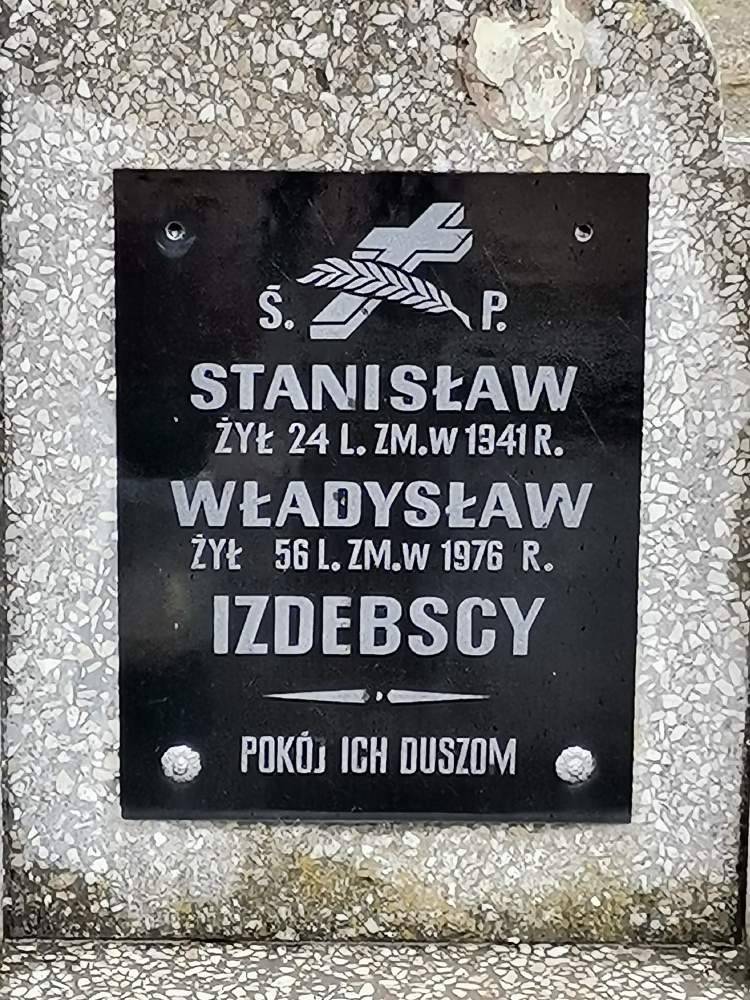 Ś. P.
STANISŁAW
ŻYŁ 24 L. ZM.W 1941 R.
WŁADYSŁAW
ŻYŁ 56 L. ZM.W 1976 R.
IZDEBSCY
POKÓJ ICH DUSZOM